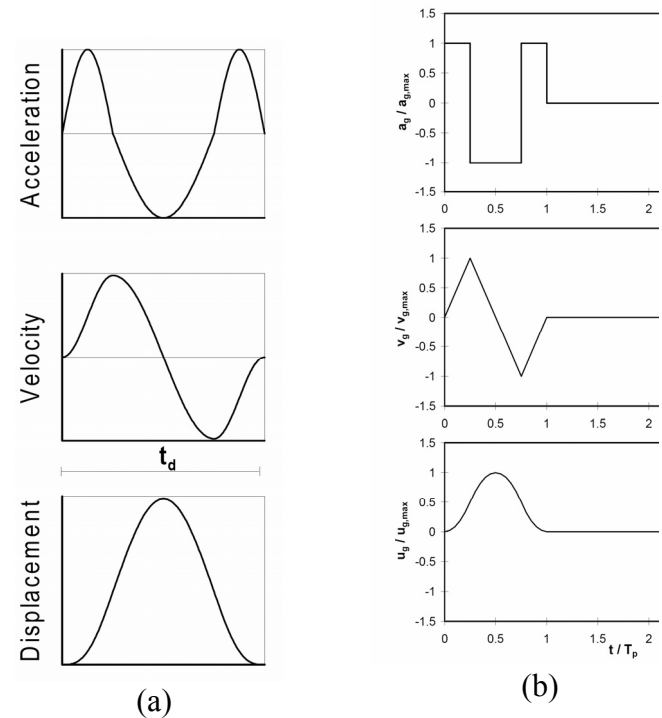 Acceleration
Velocity
t_d
Displacement
(a)
a_g / a_g,max
1.5
1
0.5
0
-0.5
-1
-1.5
0 0.5 1 1.5 2
v_g / v_g,max
1.5
1
0.5
0
-0.5
-1
-1.5
0 0.5 1 1.5 2
u_g / u_g,max
1.5
1
0.5
0
-0.5
-1
-1.5
0 0.5 1 1.5 2
t / T_p
(b)